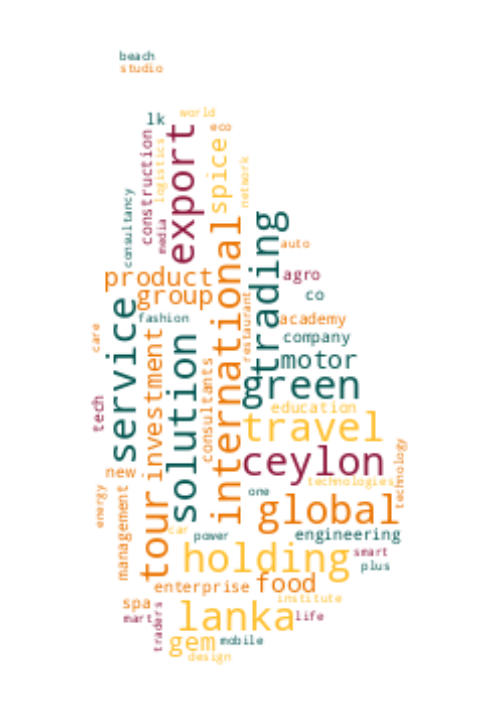 beach
studio
world
lk
eco
export
construction
logistics
spice
network
media
consultancy
trading
international
auto
product
agro
group
co
service
restaurant
fashion
academy
care
investment
solution
company
motor
consultants
green
tech
education
travel
ceylon
new
technology
technologies
energy
management
tour
one
global
car
power
engineering
holding
smart
plus
enterprise
food
spa
institute
mart
traders
lanka
life
gem
mobile
design